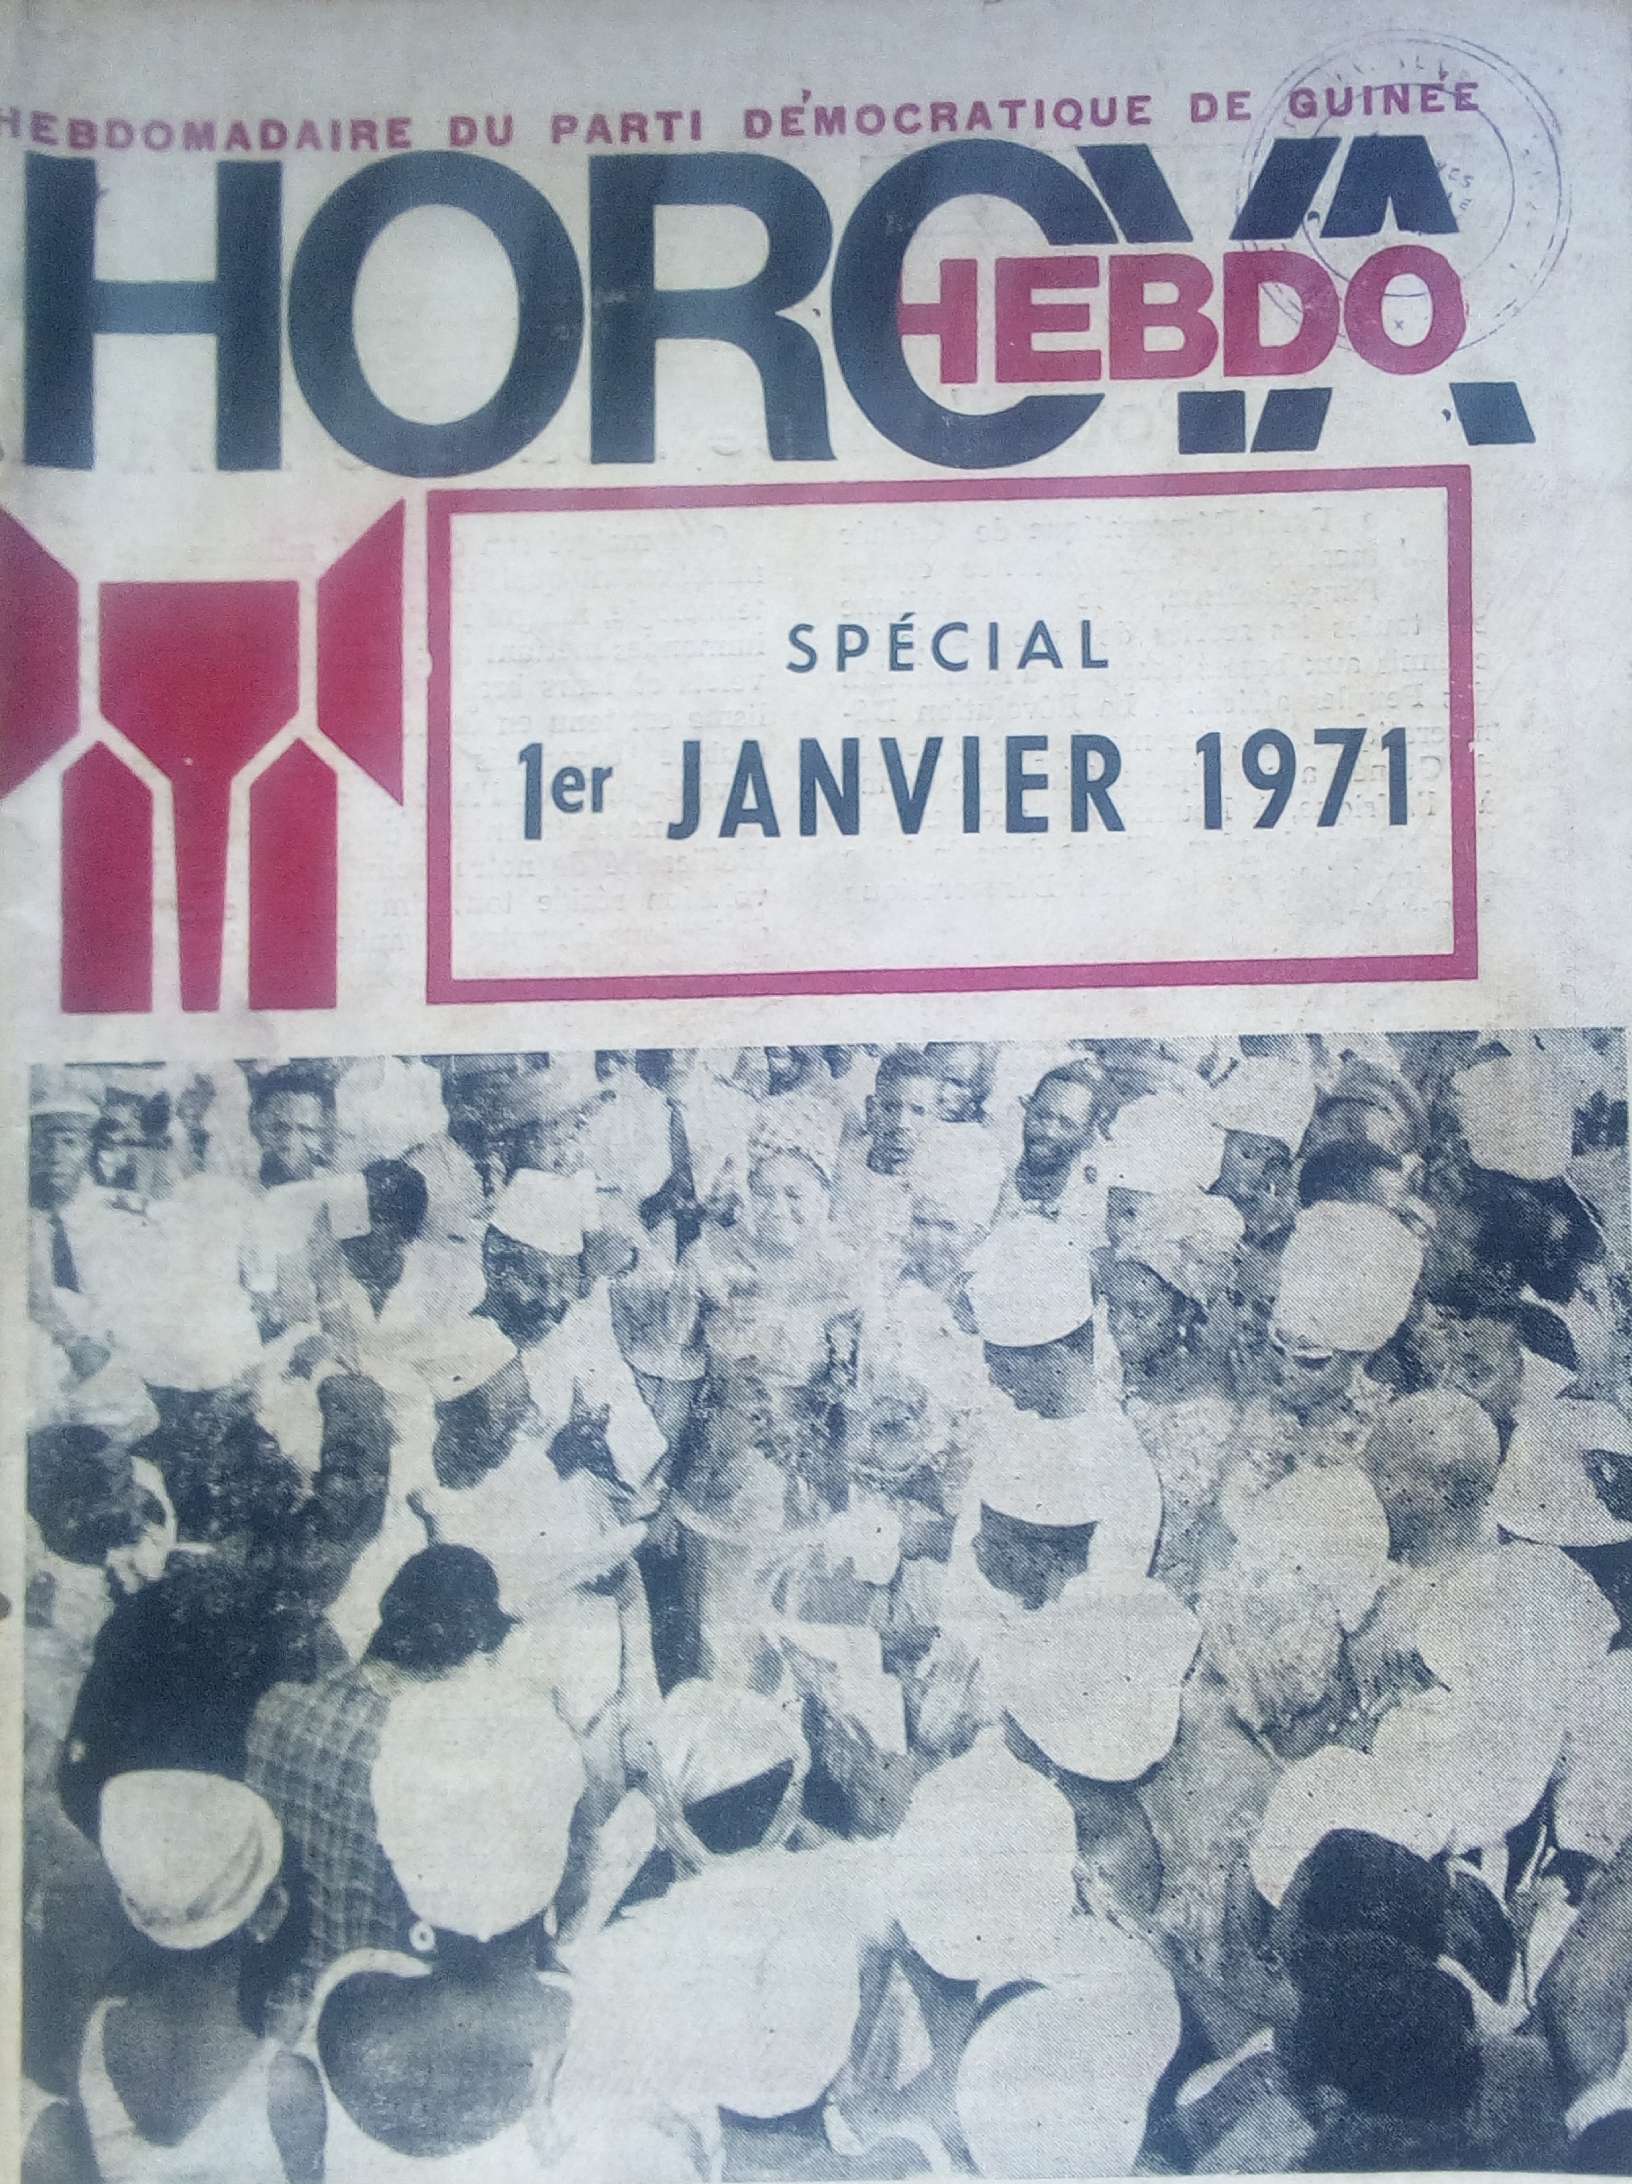 HEBDOMADAIRE DU PARTI DÉMOCRATIQUE DE GUINÉE
HOROYA
HEBDO
SPÉCIAL
1er JANVIER 1971